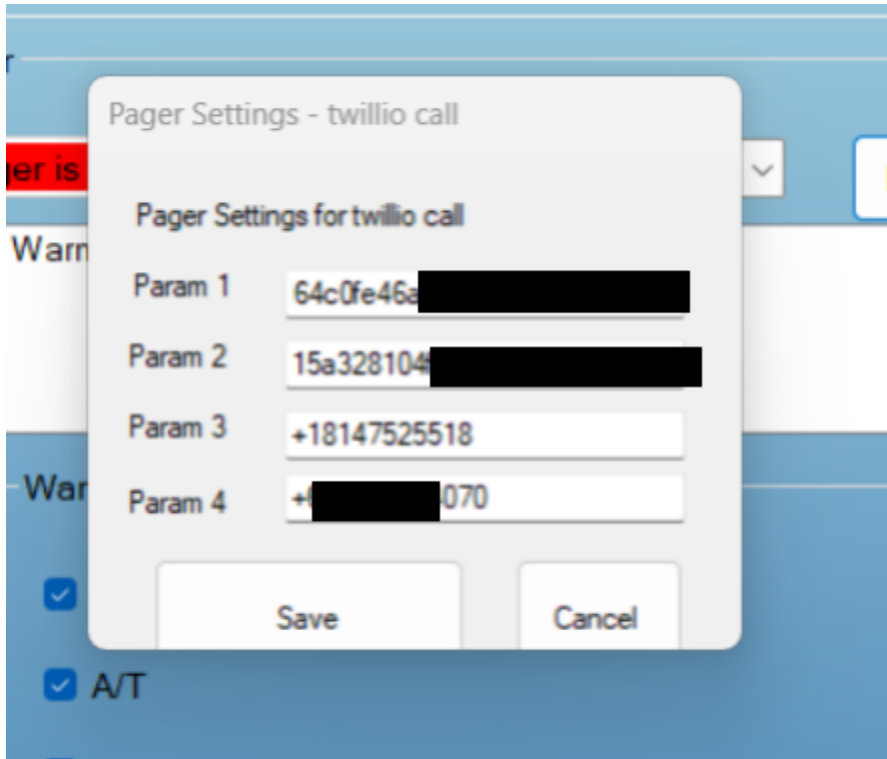 Pager Settings - twillio call
er is
Pager Settings for twillio call
Warn
Param 1 64c0fe46a
Param 2 15a328104
Param 3 +18147525518
Param 4 + 070
War
Save Cancel
A/T